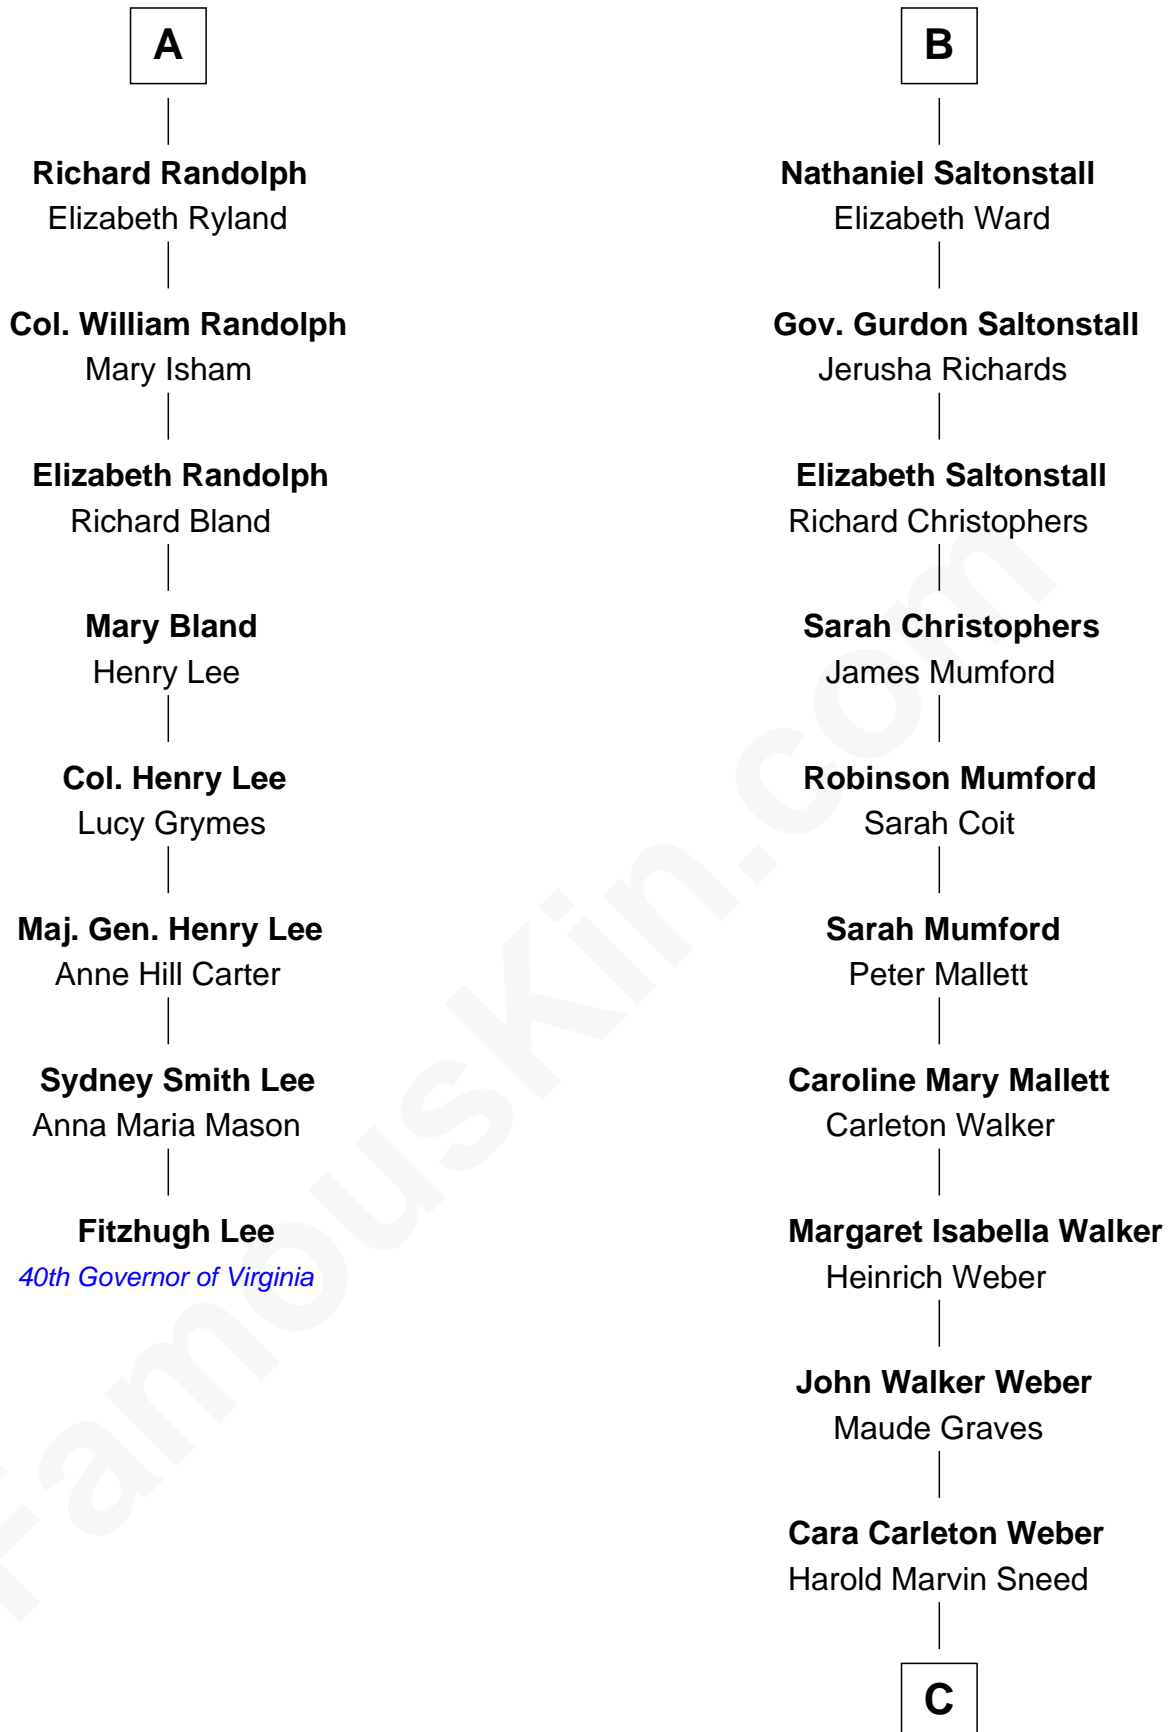 A
Richard Randolph
Elizabeth Ryland
Col. William Randolph
Mary Isham
Elizabeth Randolph
Richard Bland
Mary Bland
Henry Lee
Col. Henry Lee
Lucy Grymes
Maj. Gen. Henry Lee
Anne Hill Carter
Sydney Smith Lee
Anna Maria Mason
Fitzhugh Lee
40th Governor of Virginia
B
Nathaniel Saltonstall
Elizabeth Ward
Gov. Gurdon Saltonstall
Jerusha Richards
Elizabeth Saltonstall
Richard Christophers
Sarah Christophers
James Mumford
Robinson Mumford
Sarah Coit
Sarah Mumford
Peter Mallett
Caroline Mary Mallett
Carleton Walker
Margaret Isabella Walker
Heinrich Weber
John Walker Weber
Maude Graves
Cara Carleton Weber
Harold Marvin Sneed
C
FamousKin.com